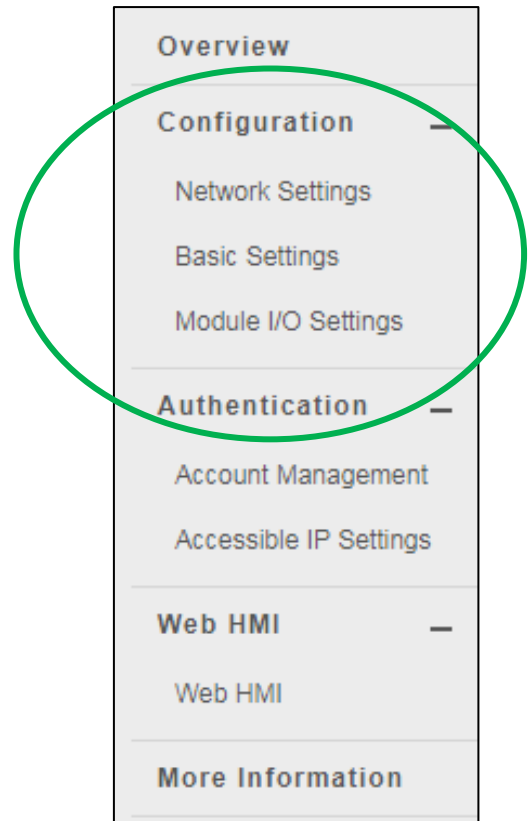 Overview
Configuration
Network Settings
Basic Settings
Module I/O Settings
Authentication
Account Management
Accessible IP Settings
Web HMI
Web HMI
More Information